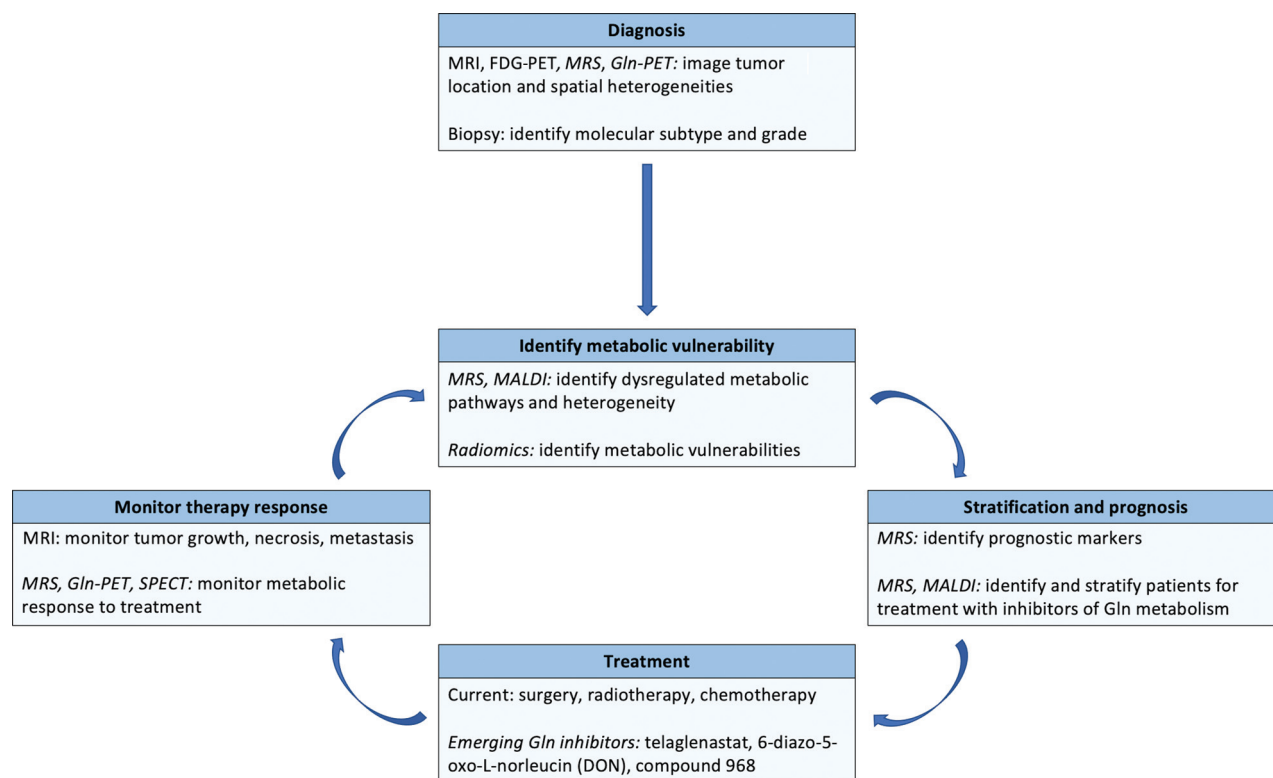 Diagnosis
MRI, FDG-PET, MRS, Gln-PET: image tumor
location and spatial heterogeneities
Biopsy: identify molecular subtype and grade
Identify metabolic vulnerability
MRS, MALDI: identify dysregulated metabolic
pathways and heterogeneity
Radiomics: identify metabolic vulnerabilities
Stratification and prognosis
MRS: identify prognostic markers
MRS, MALDI: identify and stratify patients for
treatment with inhibitors of Gln metabolism
Treatment
Current: surgery, radiotherapy, chemotherapy
Emerging Gln inhibitors: telaglenastat, 6-diazo-5-
oxo-L-norleucin (DON), compound 968
Monitor therapy response
MRI: monitor tumor growth, necrosis, metastasis
MRS, Gln-PET, SPECT: monitor metabolic
response to treatment